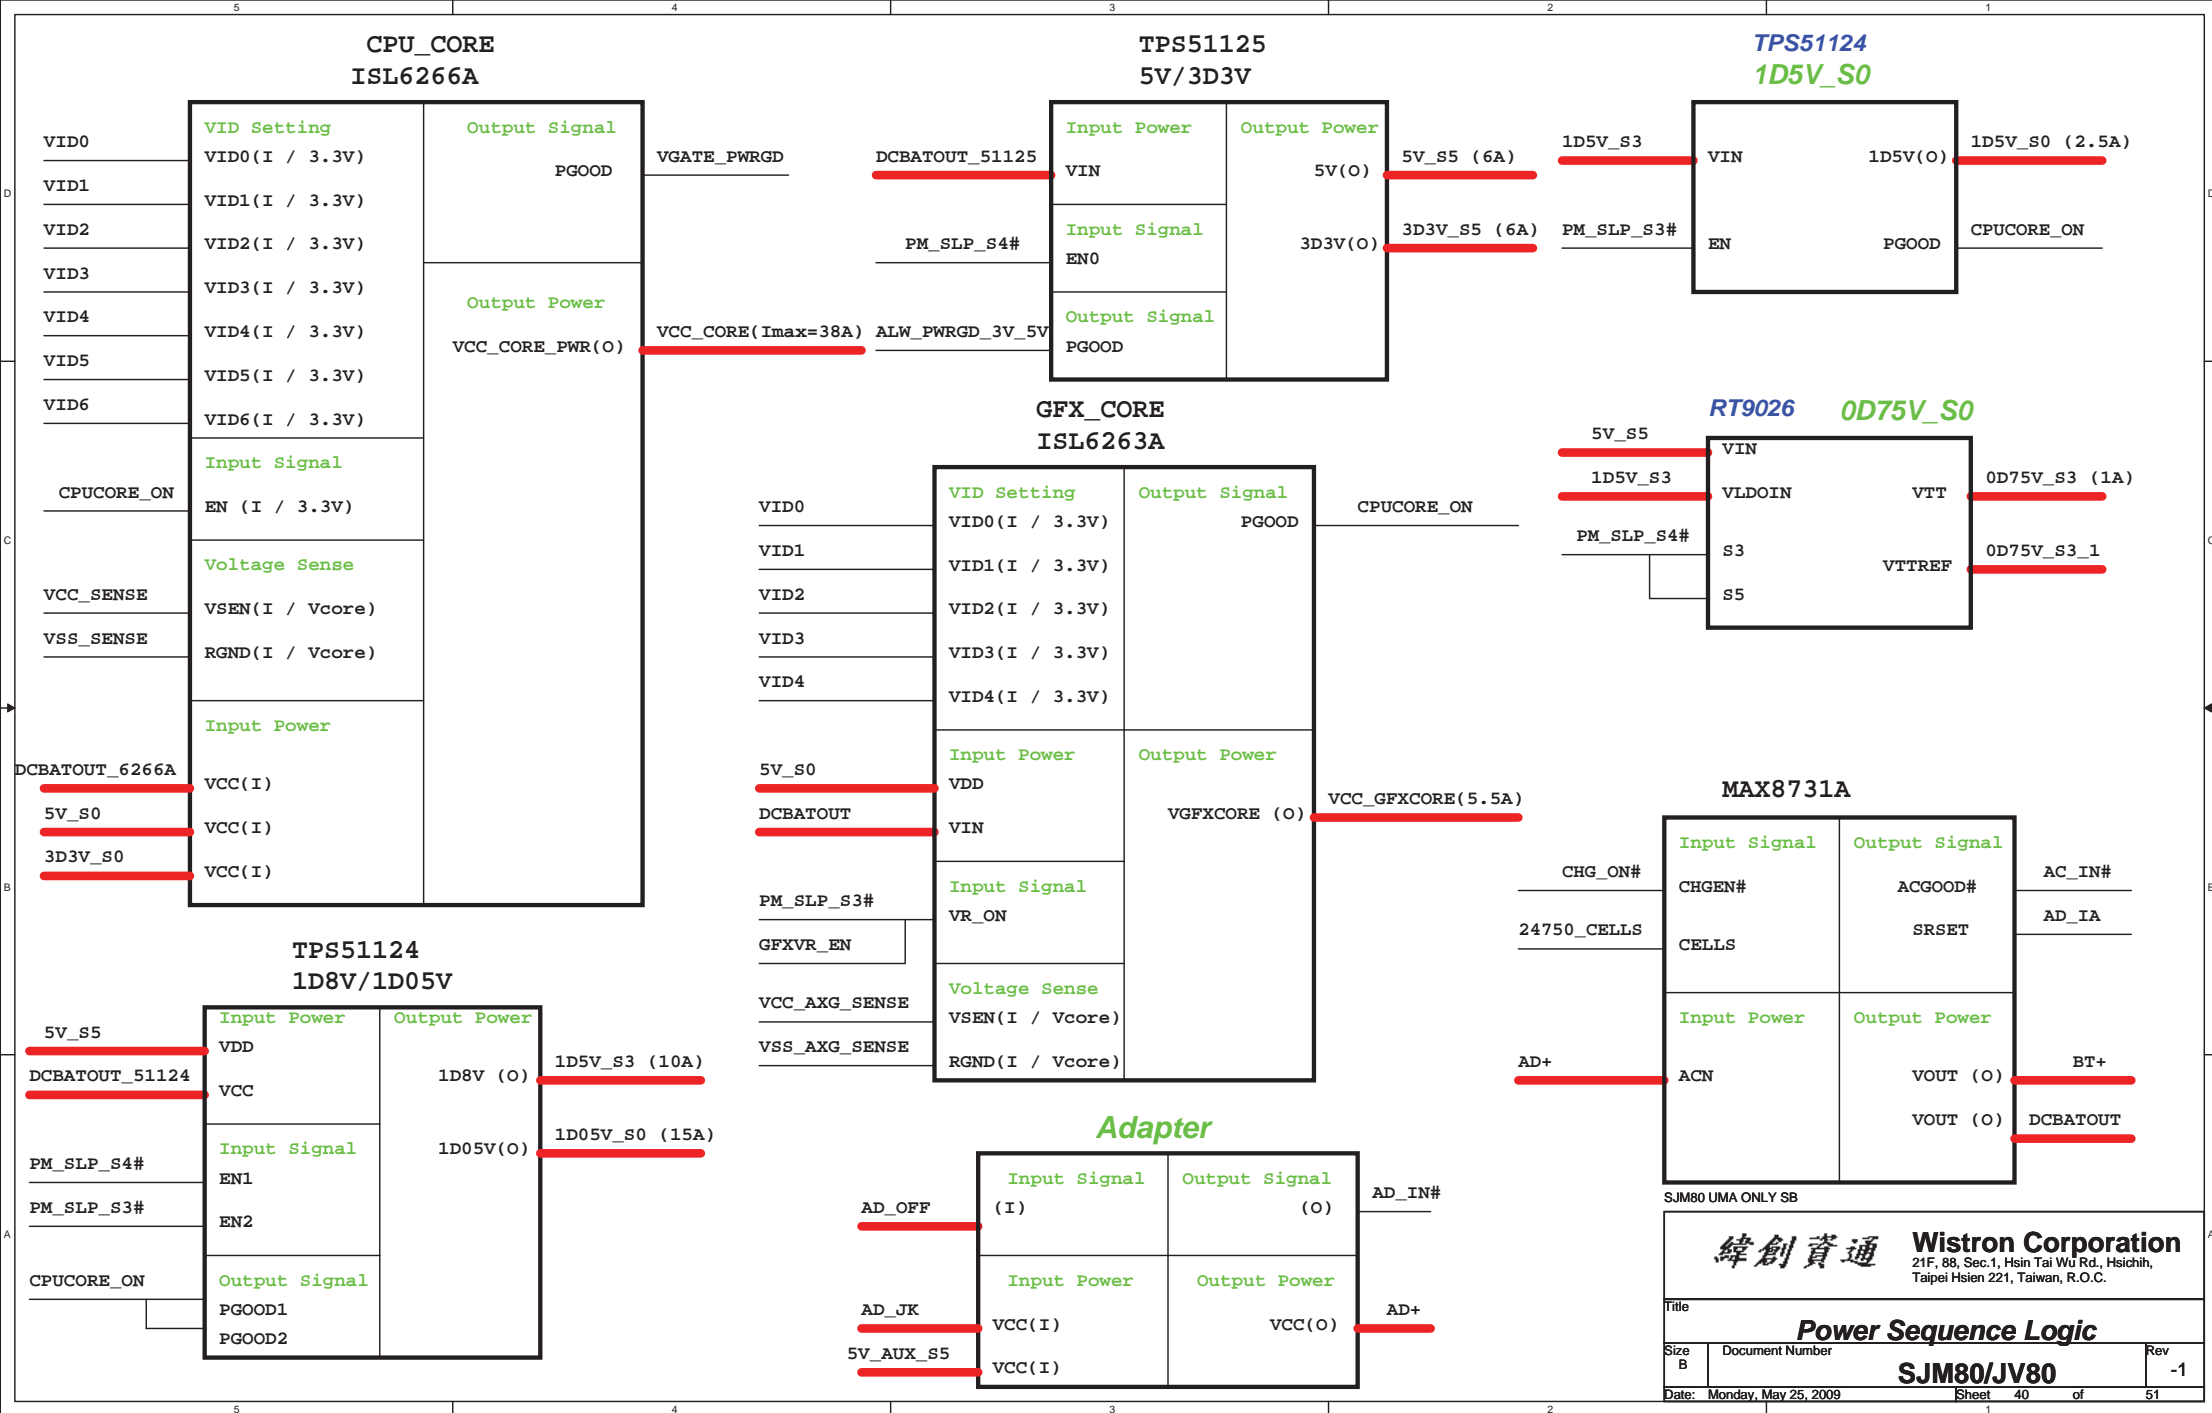 5 4 3 2 1
CPU_CORE
ISL6266A
VID0
VID1
VID2
VID3
VID4
VID5
VID6
CPUCORE_ON
VCC_SENSE
VSS_SENSE
DCBATOUT_6266A
5V_S0
3D3V_S0
VID Setting
VID0(I / 3.3V)
VID1(I / 3.3V)
VID2(I / 3.3V)
VID3(I / 3.3V)
VID4(I / 3.3V)
VID5(I / 3.3V)
VID6(I / 3.3V)
Input Signal
EN (I / 3.3V)
Voltage Sense
VSEN(I / Vcore)
RGND(I / Vcore)
Input Power
VCC(I)
VCC(I)
VCC(I)
Output Signal
PGOOD
VGATE_PWRGD
Output Power
VCC_CORE_PWR(O)
VCC_CORE(Imax=38A)
TPS51125
5V/3D3V
DCBATOUT_51125
PM_SLP_S4#
ALW_PWRGD_3V_5V
Input Power
VIN
Input Signal
EN0
Output Signal
PGOOD
Output Power
5V(O)
3D3V(O)
5V_S5 (6A)
3D3V_S5 (6A)
TPS51124
1D5V_S0
1D5V_S3
PM_SLP_S3#
VIN
EN
1D5V(O)
PGOOD
1D5V_S0 (2.5A)
CPUCORE_ON
GFX_CORE
ISL6263A
VID0
VID1
VID2
VID3
VID4
5V_S0
DCBATOUT
PM_SLP_S3#
GFXVR_EN
VCC_AXG_SENSE
VSS_AXG_SENSE
VID Setting
VID0(I / 3.3V)
VID1(I / 3.3V)
VID2(I / 3.3V)
VID3(I / 3.3V)
VID4(I / 3.3V)
Input Power
VDD
VIN
Input Signal
VR_ON
Voltage Sense
VSEN(I / Vcore)
RGND(I / Vcore)
Output Signal
PGOOD
CPUCORE_ON
Output Power
VGFXCORE (O)
VCC_GFXCORE(5.5A)
RT9026 0D75V_S0
5V_S5
1D5V_S3
PM_SLP_S4#
VIN
VLDOIN
S3
S5
VTT
VTTREF
0D75V_S3 (1A)
0D75V_S3_1
TPS51124
1D8V/1D05V
5V_S5
DCBATOUT_51124
PM_SLP_S4#
PM_SLP_S3#
CPUCORE_ON
Input Power
VDD
VCC
Input Signal
EN1
EN2
Output Signal
PGOOD1
PGOOD2
Output Power
1D8V (O)
1D05V(O)
1D5V_S3 (10A)
1D05V_S0 (15A)
Adapter
AD_OFF
AD_JK
5V_AUX_S5
Input Signal
(I)
Output Signal
(O)
AD_IN#
Input Power
VCC(I)
VCC(I)
Output Power
VCC(O)
AD+
MAX8731A
CHG_ON#
24750_CELLS
AD+
Input Signal
CHGEN#
CELLS
Output Signal
ACGOOD#
SRSET
AC_IN#
AD_IA
Input Power
ACN
Output Power
VOUT (O)
VOUT (O)
BT+
DCBATOUT
SJM80 UMA ONLY SB
緯創資通
Wistron Corporation
21F, 88, Sec.1, Hsin Tai Wu Rd., Hsichih,
Taipei Hsien 221, Taiwan, R.O.C.
Title
Power Sequence Logic
Size
B
Document Number
SJM80/JV80
Rev
-1
Date: Monday, May 25, 2009
Sheet 40 of 51
D
C
B
A
D
C
B
A
5 4 3 2 1